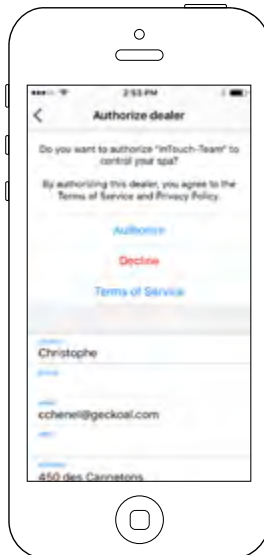 2:53 PM
Authorize dealer
Do you want to authorize "inTouch-Team" to
control your spa?
By authorizing this dealer, you agree to the
Terms of Service and Privacy Policy.
Authorize
Decline
Terms of Service
Christophe
cchenel@geckoal.com
450 des Cannetons